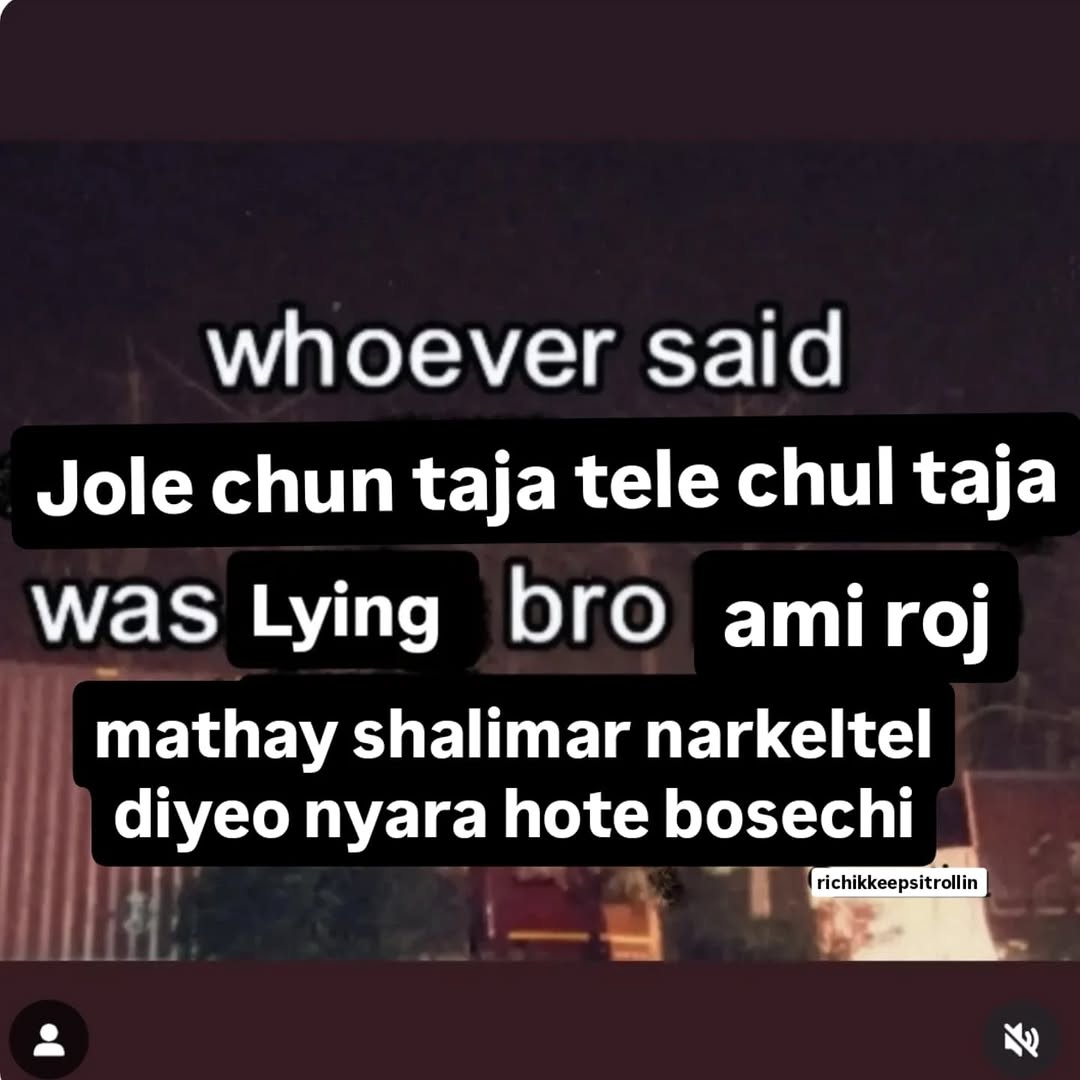 whoever said
Jole chun taja tele chul taja
was Lying bro ami roj
mathay shalimar narkeltel
diyeo nyara hote bosechi
richikkeepsitrollin